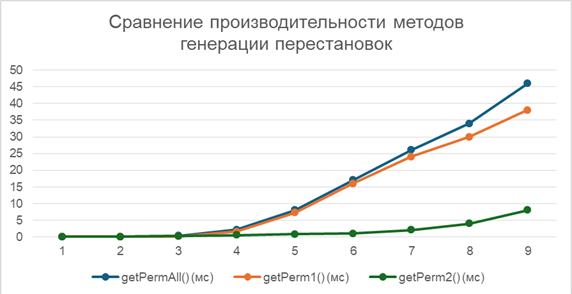 Сравнение производительности методов
генерации перестановок
50
45
40
35
30
25
20
15
10
5
0
1 2 3 4 5 6 7 8 9
getPermAll() (мс) getPerm1() (мс) getPerm2() (мс)